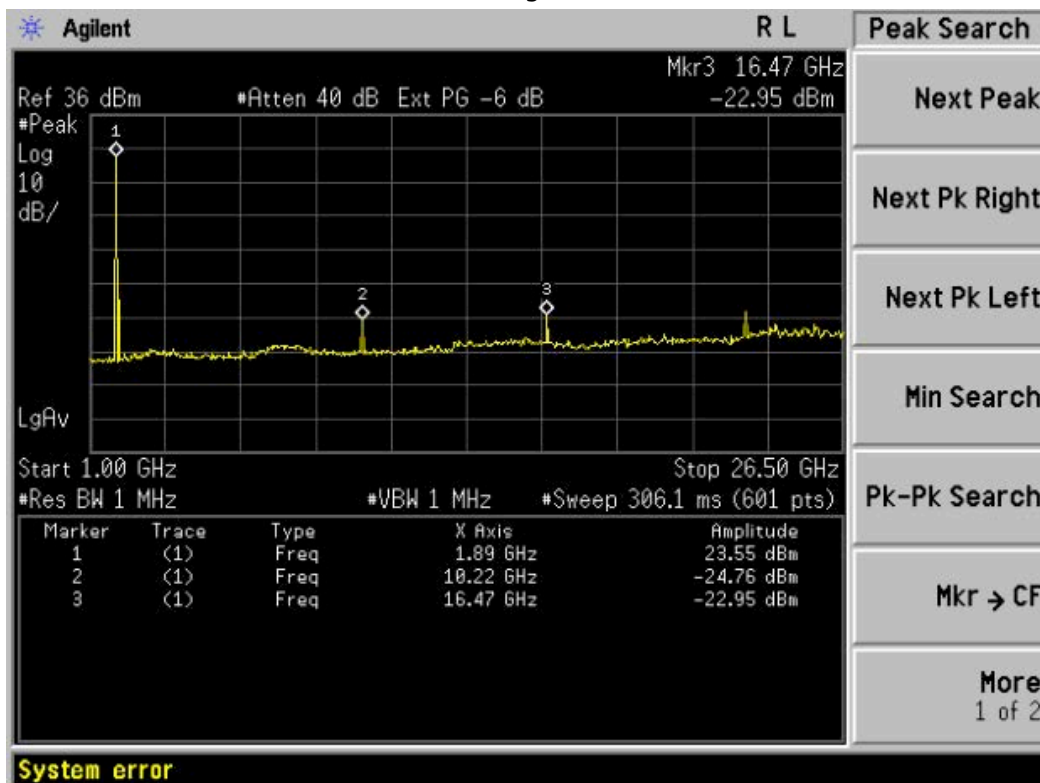 Agilent R L Peak Search
Mkr3 16.47 GHz
Ref 36 dBm #Atten 40 dB Ext PG -6 dB -22.95 dBm
#Peak
Log
10
dB/
1
2
3
LgAv
Start 1.00 GHz Stop 26.50 GHz
#Res BW 1 MHz #VBW 1 MHz #Sweep 306.1 ms (601 pts)
Marker Trace Type X Axis Amplitude
1 (1) Freq 1.89 GHz 23.55 dBm
2 (1) Freq 10.22 GHz -24.76 dBm
3 (1) Freq 16.47 GHz -22.95 dBm
Next Peak
Next Pk Right
Next Pk Left
Min Search
Pk-Pk Search
Mkr → CF
More
1 of 2
System error